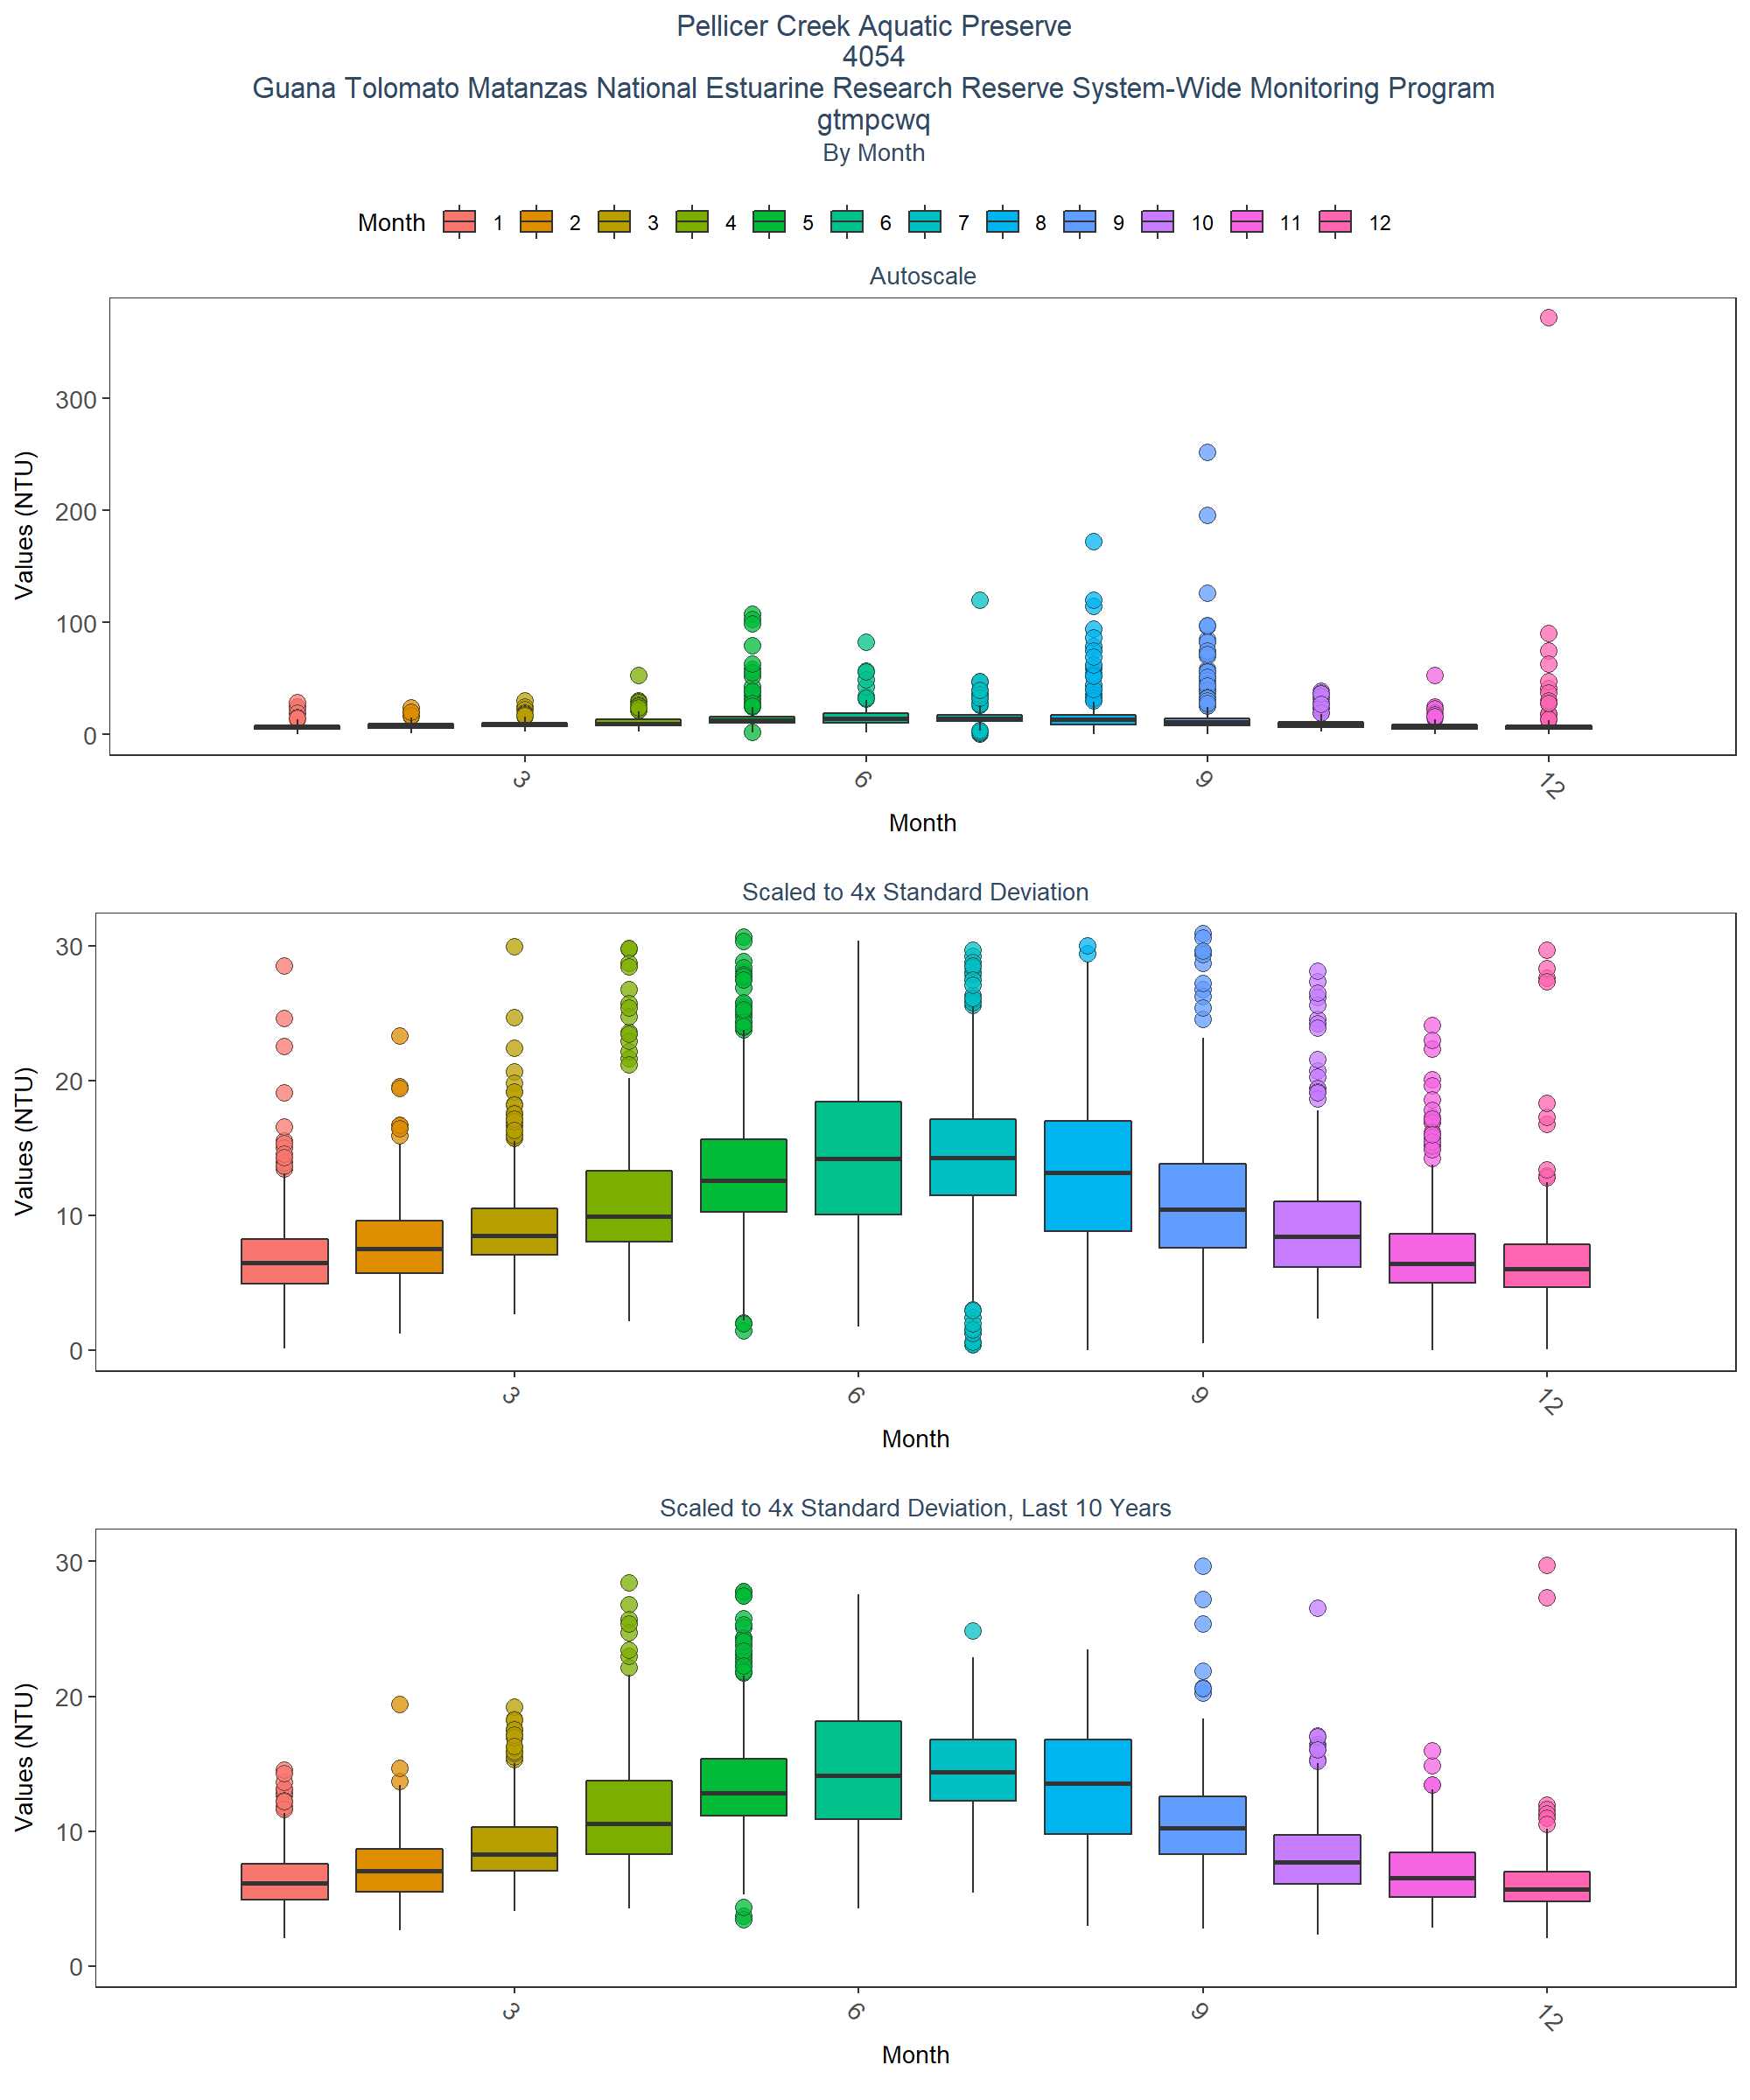 Pellicer Creek Aquatic Preserve
4054
Guana Tolomato Matanzas National Estuarine Research Reserve System-Wide Monitoring Program
gtmpcwq
By Month
Month 1 2 3 4 5 6 7 8 9 10 11 12
Autoscale
Values (NTU)
300
200
100
0
3 6 9 12
Month
Scaled to 4x Standard Deviation
Values (NTU)
30
20
10
0
3 6 9 12
Month
Scaled to 4x Standard Deviation, Last 10 Years
Values (NTU)
30
20
10
0
3 6 9 12
Month